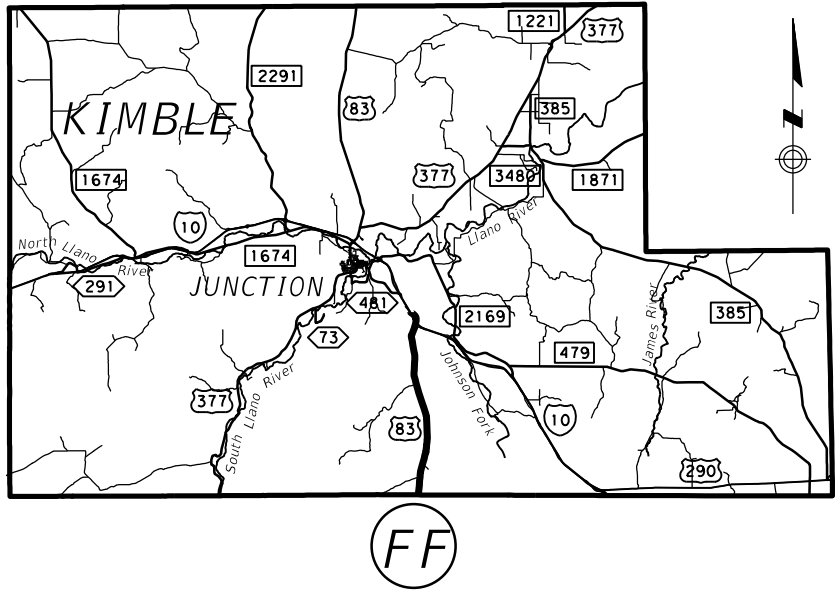 1221
377
2291
KIMBLE
83
385
1674
377
3480
1871
10
Llano River
North Llano River
1674
291
JUNCTION
481
2169
385
73
James River
479
Johnson Fork
377
South Llano River
83
10
290
N
FF